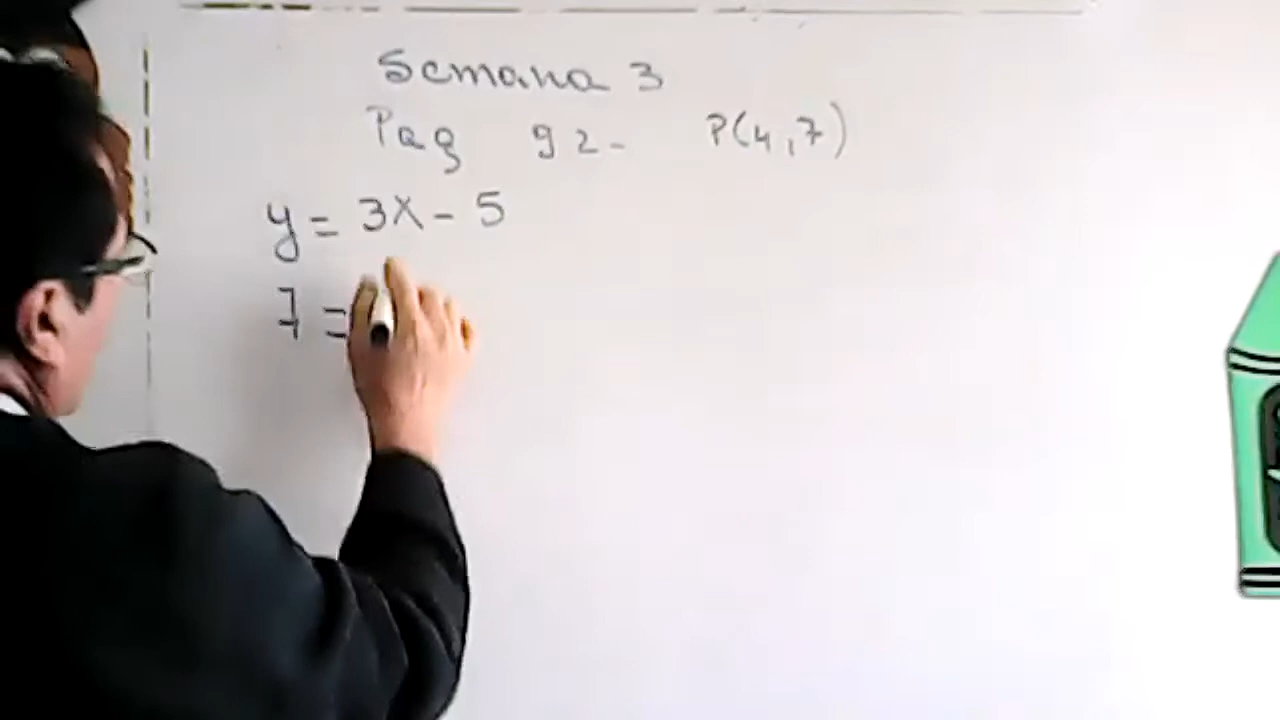 Semana 3
Pag 92- P(4,7)
y = 3x - 5
7 =